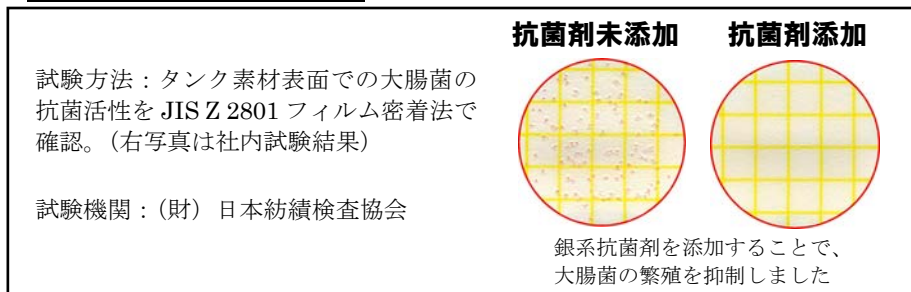 試験方法：タンク素材表面での大腸菌の
抗菌活性を JIS Z 2801 フィルム密着法で
確認。（右写真は社内試験結果）
試験機関：（財）日本紡績検査協会
抗菌剤未添加
抗菌剤添加
銀系抗菌剤を添加することで、
大腸菌の繁殖を抑制しました